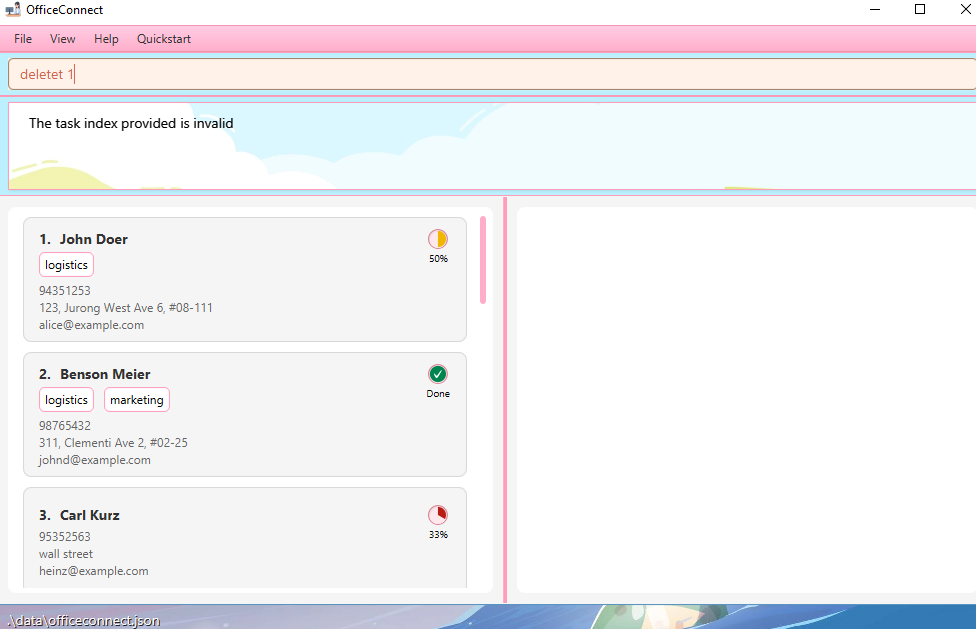 OfficeConnect
File View Help Quickstart
deletet 1
The task index provided is invalid
1. John Doer
50%
logistics
94351253
123, Jurong West Ave 6, #08-111
alice@example.com
2. Benson Meier
Done
logistics marketing
98765432
311, Clementi Ave 2, #02-25
johnd@example.com
3. Carl Kurz
33%
95352563
wall street
heinz@example.com
.\data\officeconnect.json